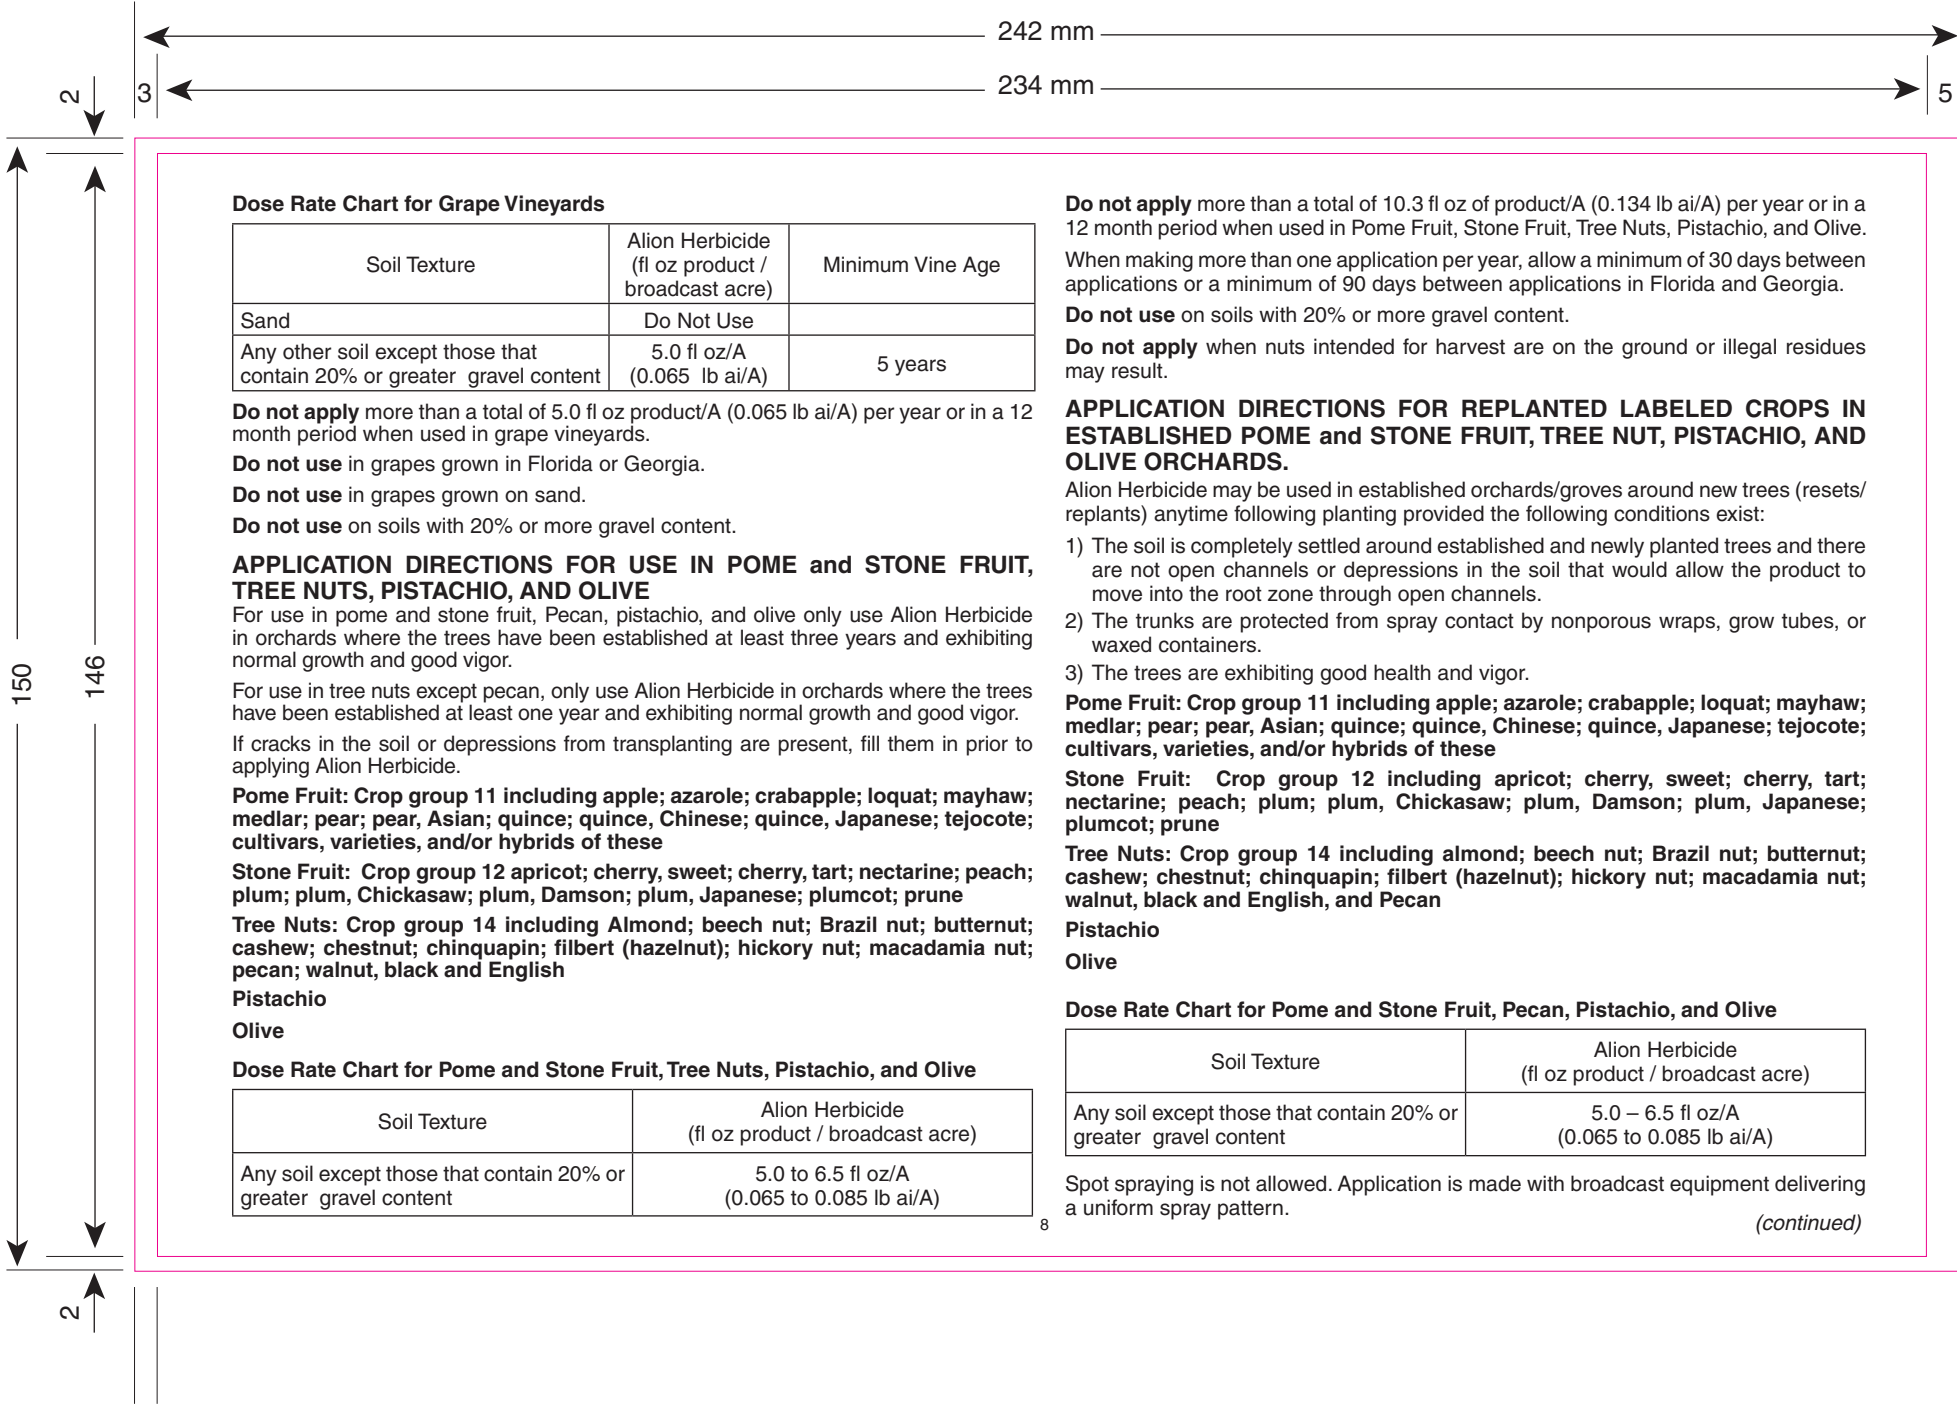 242 mm
234 mm
2
3
5
150
146
2
Dose Rate Chart for Grape Vineyards
Soil Texture
Alion Herbicide
(fl oz product /
broadcast acre)
Minimum Vine Age
Sand
Do Not Use
Any other soil except those that
contain 20% or greater  gravel content
5.0 fl oz/A
(0.065  lb ai/A)
5 years
Do not apply more than a total of 5.0 fl oz product/A (0.065 lb ai/A) per year or in a 12
month period when used in grape vineyards.
Do not use in grapes grown in Florida or Georgia.
Do not use in grapes grown on sand.
Do not use on soils with 20% or more gravel content.
APPLICATION DIRECTIONS FOR USE IN POME and STONE FRUIT,
TREE NUTS, PISTACHIO, AND OLIVE
For use in pome and stone fruit, Pecan, pistachio, and olive only use Alion Herbicide
in orchards where the trees have been established at least three years and exhibiting
normal growth and good vigor.
For use in tree nuts except pecan, only use Alion Herbicide in orchards where the trees
have been established at least one year and exhibiting normal growth and good vigor.
If cracks in the soil or depressions from transplanting are present, fill them in prior to
applying Alion Herbicide.
Pome Fruit: Crop group 11 including apple; azarole; crabapple; loquat; mayhaw;
medlar; pear; pear, Asian; quince; quince, Chinese; quince, Japanese; tejocote;
cultivars, varieties, and/or hybrids of these
Stone Fruit:  Crop group 12 apricot; cherry, sweet; cherry, tart; nectarine; peach;
plum; plum, Chickasaw; plum, Damson; plum, Japanese; plumcot; prune
Tree Nuts: Crop group 14 including Almond; beech nut; Brazil nut; butternut;
cashew; chestnut; chinquapin; filbert (hazelnut); hickory nut; macadamia nut;
pecan; walnut, black and English
Pistachio
Olive
Dose Rate Chart for Pome and Stone Fruit, Tree Nuts, Pistachio, and Olive
Soil Texture
Alion Herbicide
(fl oz product / broadcast acre)
Any soil except those that contain 20% or
greater  gravel content
5.0 to 6.5 fl oz/A
(0.065 to 0.085 lb ai/A)
Do not apply more than a total of 10.3 fl oz of product/A (0.134 lb ai/A) per year or in a
12 month period when used in Pome Fruit, Stone Fruit, Tree Nuts, Pistachio, and Olive.
When making more than one application per year, allow a minimum of 30 days between
applications or a minimum of 90 days between applications in Florida and Georgia.
Do not use on soils with 20% or more gravel content.
Do not apply when nuts intended for harvest are on the ground or illegal residues
may result.
APPLICATION DIRECTIONS FOR REPLANTED LABELED CROPS IN
ESTABLISHED POME and STONE FRUIT, TREE NUT, PISTACHIO, AND
OLIVE ORCHARDS.
Alion Herbicide may be used in established orchards/groves around new trees (resets/
replants) anytime following planting provided the following conditions exist:
1) The soil is completely settled around established and newly planted trees and there
are not open channels or depressions in the soil that would allow the product to
move into the root zone through open channels.
2) The trunks are protected from spray contact by nonporous wraps, grow tubes, or
waxed containers.
3) The trees are exhibiting good health and vigor.
Pome Fruit: Crop group 11 including apple; azarole; crabapple; loquat; mayhaw;
medlar; pear; pear, Asian; quince; quince, Chinese; quince, Japanese; tejocote;
cultivars, varieties, and/or hybrids of these
Stone Fruit:  Crop group 12 including apricot; cherry, sweet; cherry, tart;
nectarine; peach; plum; plum, Chickasaw; plum, Damson; plum, Japanese;
plumcot; prune
Tree Nuts: Crop group 14 including almond; beech nut; Brazil nut; butternut;
cashew; chestnut; chinquapin; filbert (hazelnut); hickory nut; macadamia nut;
walnut, black and English, and Pecan
Pistachio
Olive
Dose Rate Chart for Pome and Stone Fruit, Pecan, Pistachio, and Olive
Soil Texture
Alion Herbicide
(fl oz product / broadcast acre)
Any soil except those that contain 20% or
greater  gravel content
5.0 – 6.5 fl oz/A
(0.065 to 0.085 lb ai/A)
Spot spraying is not allowed. Application is made with broadcast equipment delivering
a uniform spray pattern.
(continued)
8